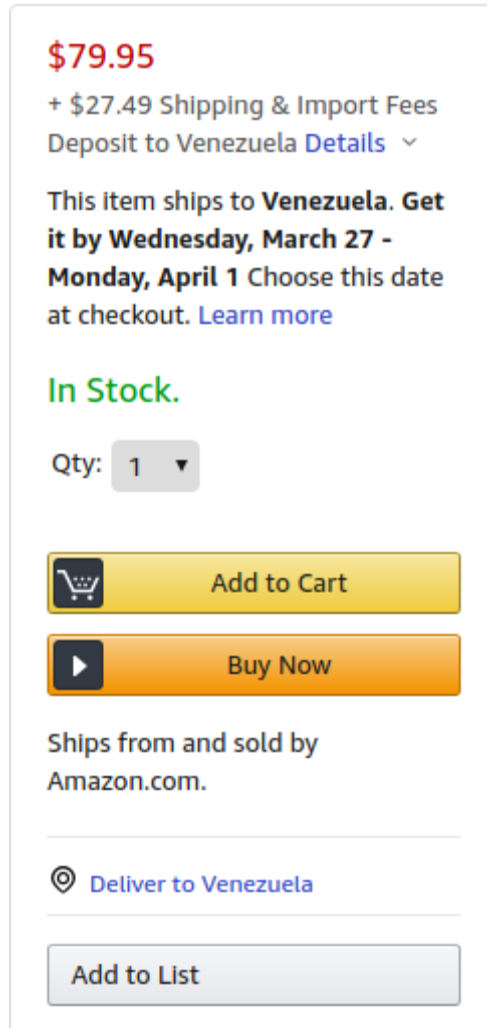 $79.95
+ $27.49 Shipping & Import Fees
Deposit to Venezuela Details
This item ships to Venezuela. Get
it by Wednesday, March 27 -
Monday, April 1 Choose this date
at checkout. Learn more
In Stock.
Qty: 1
Add to Cart
Buy Now
Ships from and sold by
Amazon.com.
Deliver to Venezuela
Add to List